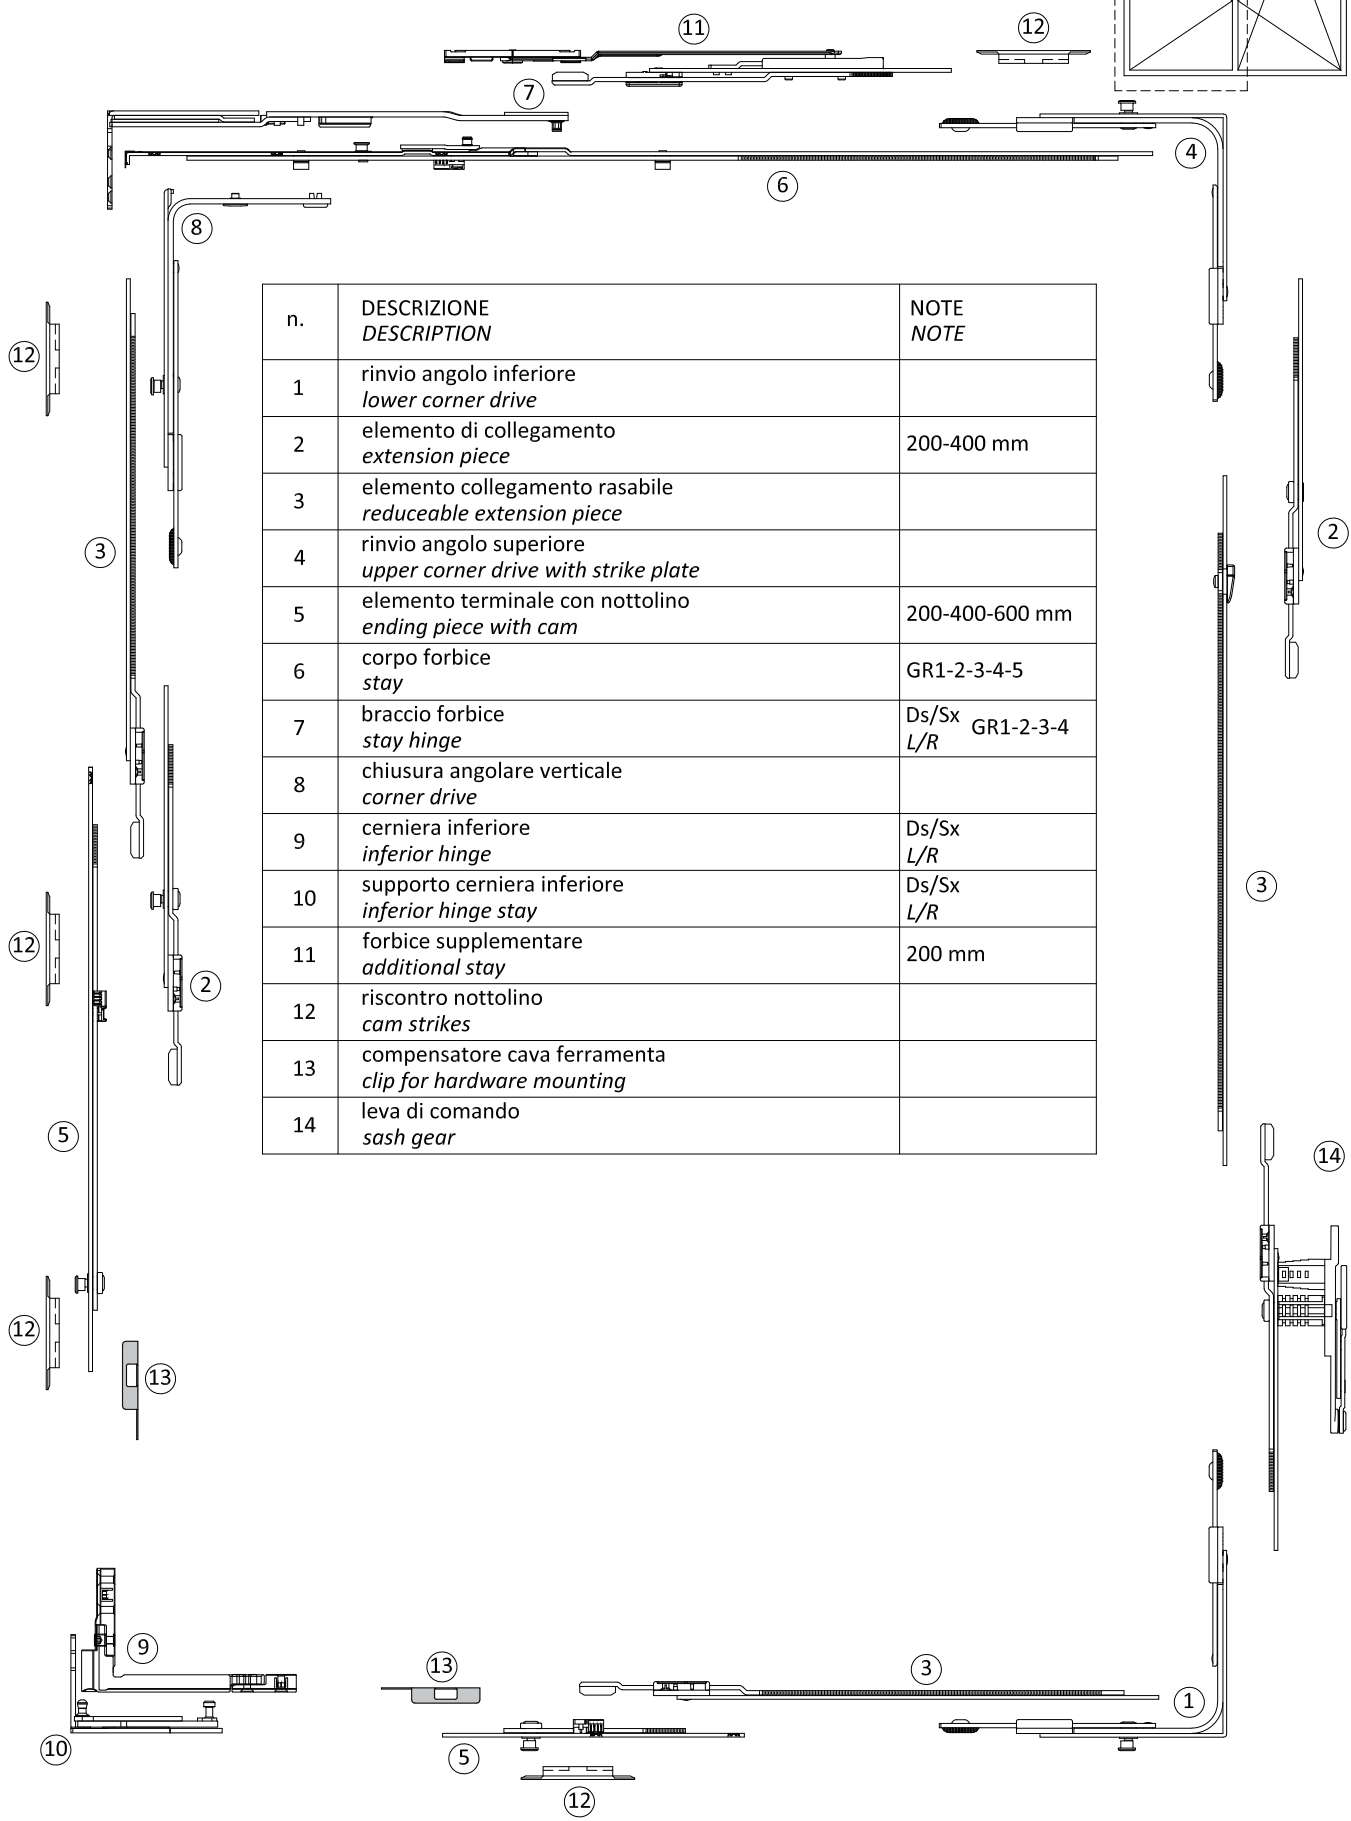 11
12
7
4
6
8
n.
DESCRIZIONE
DESCRIPTION
NOTE
NOTE
1
rinvio angolo inferiore
lower corner drive
2
elemento di collegamento
extension piece
200-400 mm
3
elemento collegamento rasabile
reduceable extension piece
4
rinvio angolo superiore
upper corner drive with strike plate
5
elemento terminale con nottolino
ending piece with cam
200-400-600 mm
6
corpo forbice
stay
GR1-2-3-4-5
7
braccio forbice
stay hinge
Ds/Sx GR1-2-3-4
L/R
8
chiusura angolare verticale
corner drive
9
cerniera inferiore
inferior hinge
Ds/Sx
L/R
10
supporto cerniera inferiore
inferior hinge stay
Ds/Sx
L/R
11
forbice supplementare
additional stay
200 mm
12
riscontro nottolino
cam strikes
13
compensatore cava ferramenta
clip for hardware mounting
14
leva di comando
sash gear
12
3
2
12
3
2
5
14
12
13
9
13
3
1
10
5
12